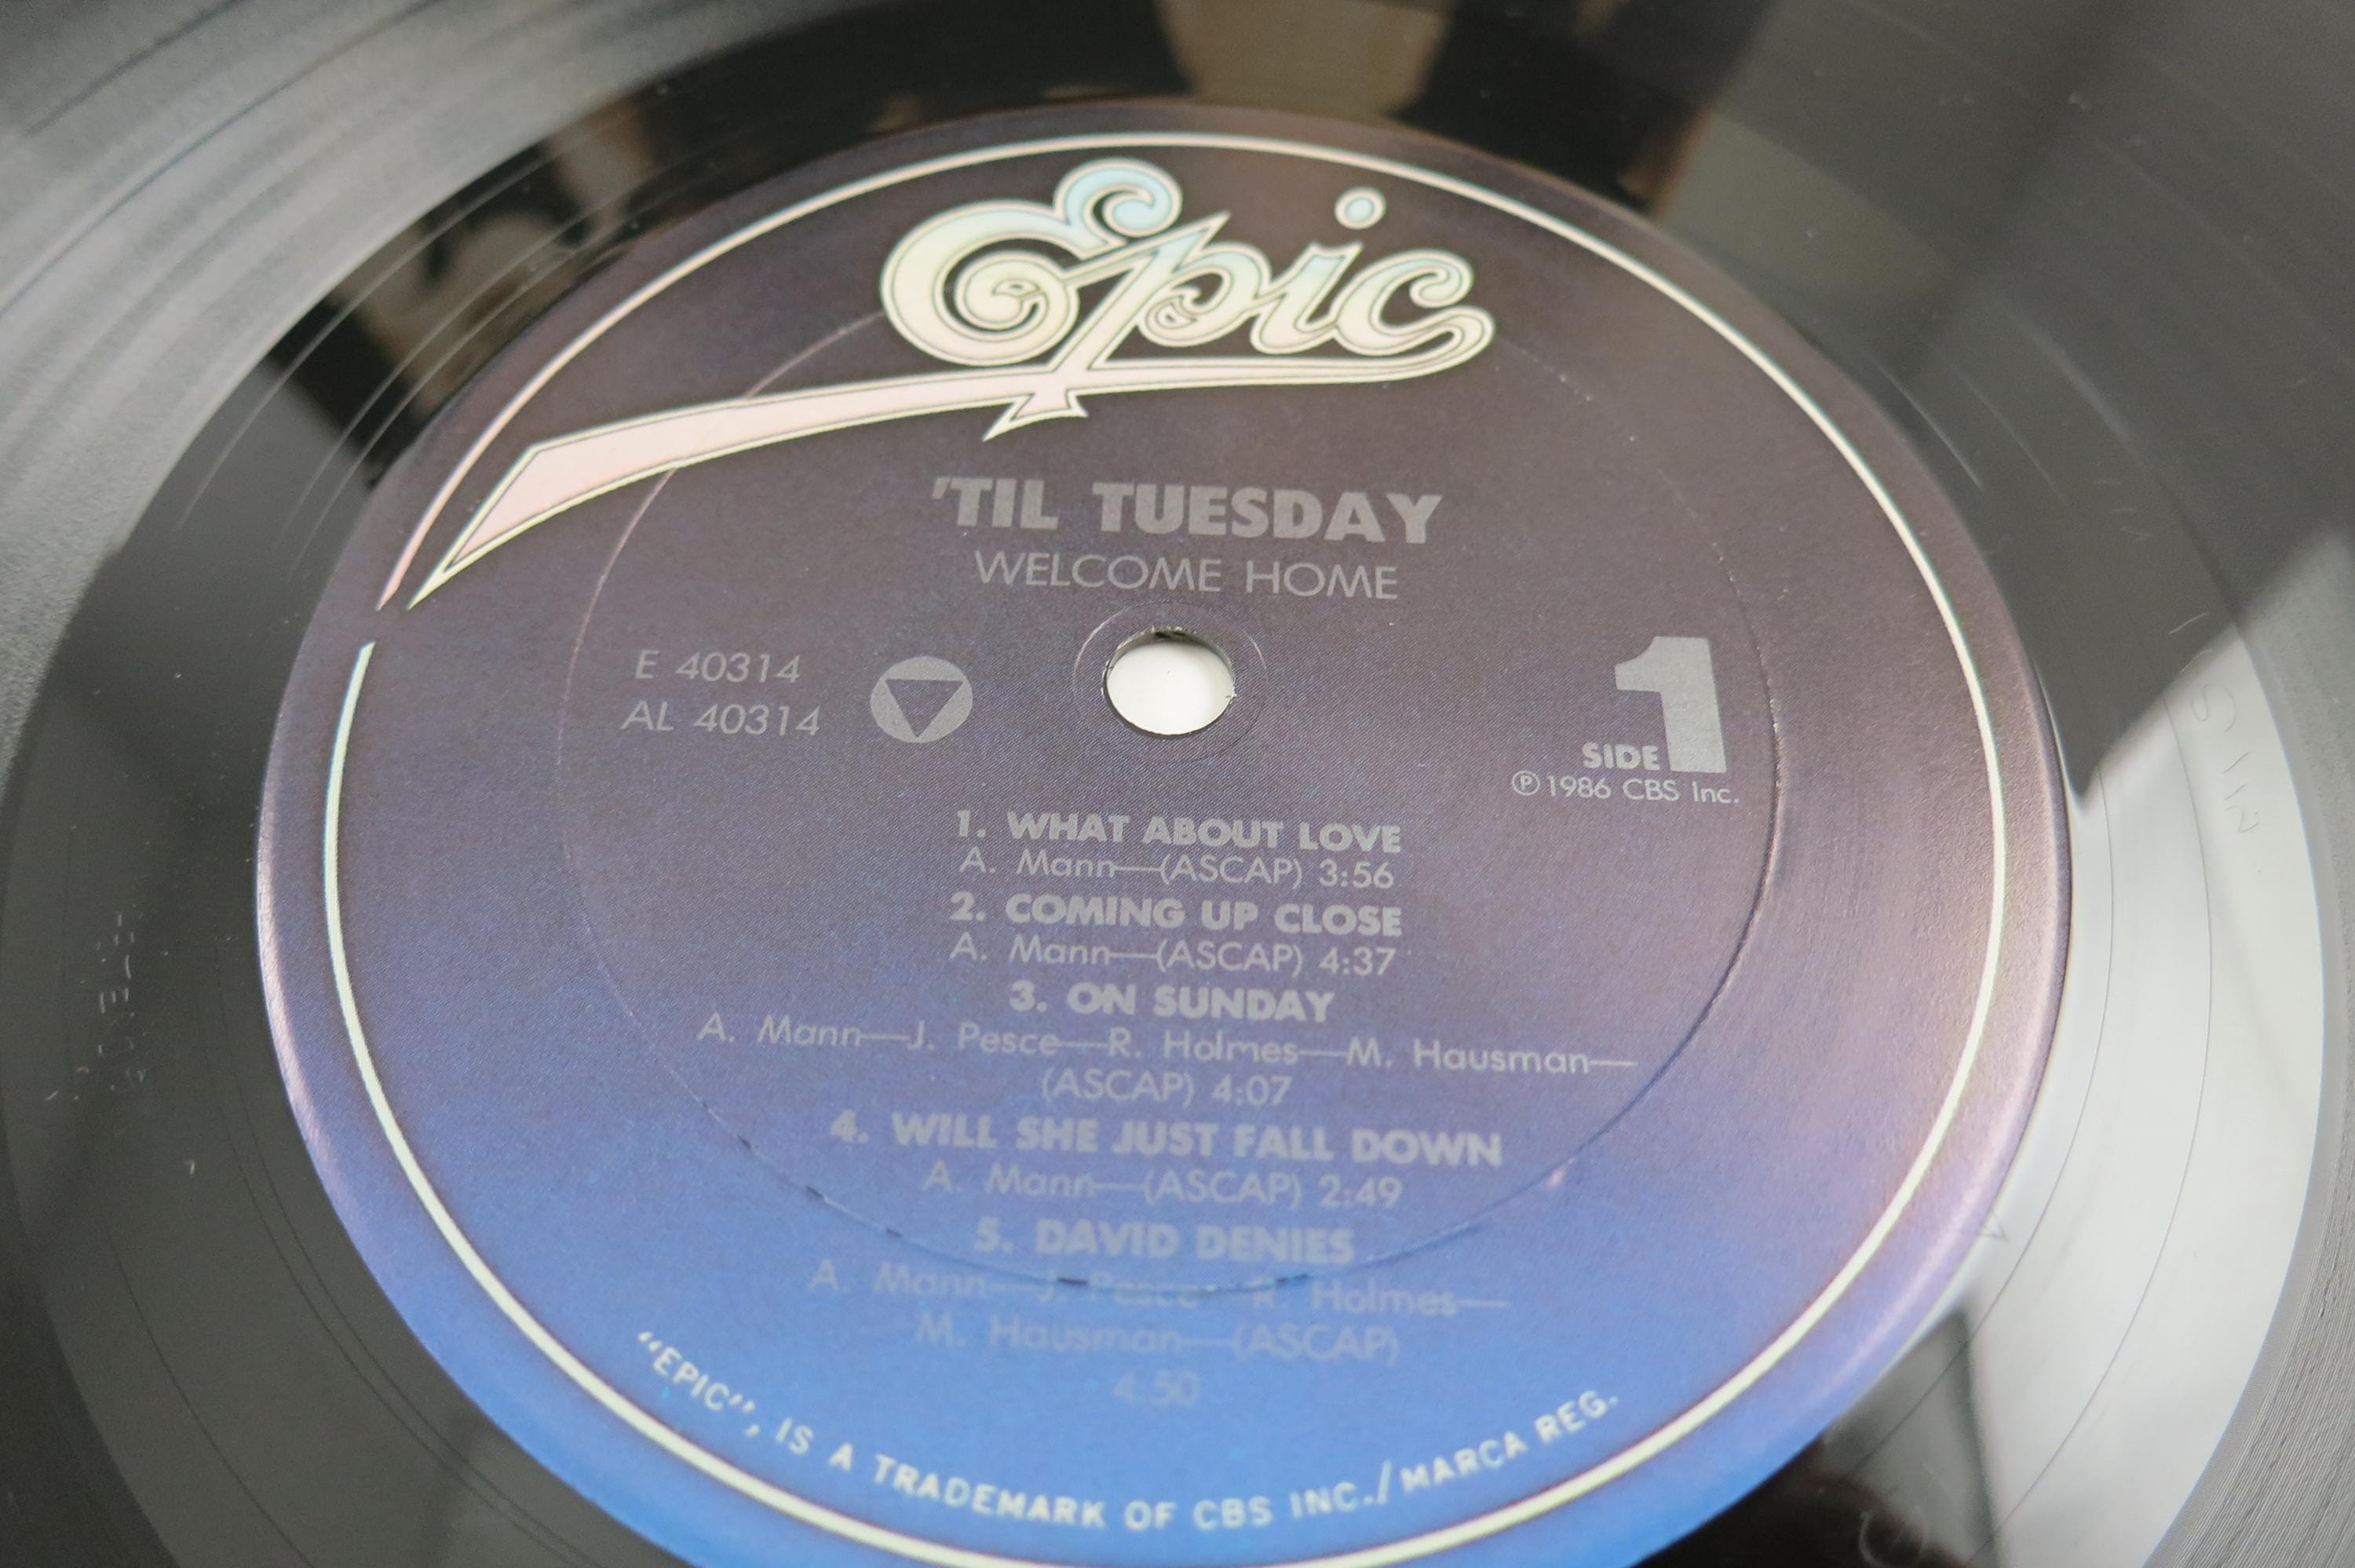 Epic
'TIL TUESDAY
WELCOME HOME
E 40314
AL 40314
SIDE 1
Ⓟ1986 CBS Inc.
1. WHAT ABOUT LOVE
A. Mann—(ASCAP) 3:56
2. COMING UP CLOSE
A. Mann—(ASCAP) 4:37
3. ON SUNDAY
A. Mann—J. Pesce—R. Holmes—M. Hausman—
(ASCAP) 4:07
4. WILL SHE JUST FALL DOWN
A. Mann—(ASCAP) 2:49
5. DAVID DENIES
A. Mann—J. Pesce—R. Holmes—
M. Hausman—(ASCAP)
4:50
"EPIC", IS A TRADEMARK OF CBS INC./MARCA REG.